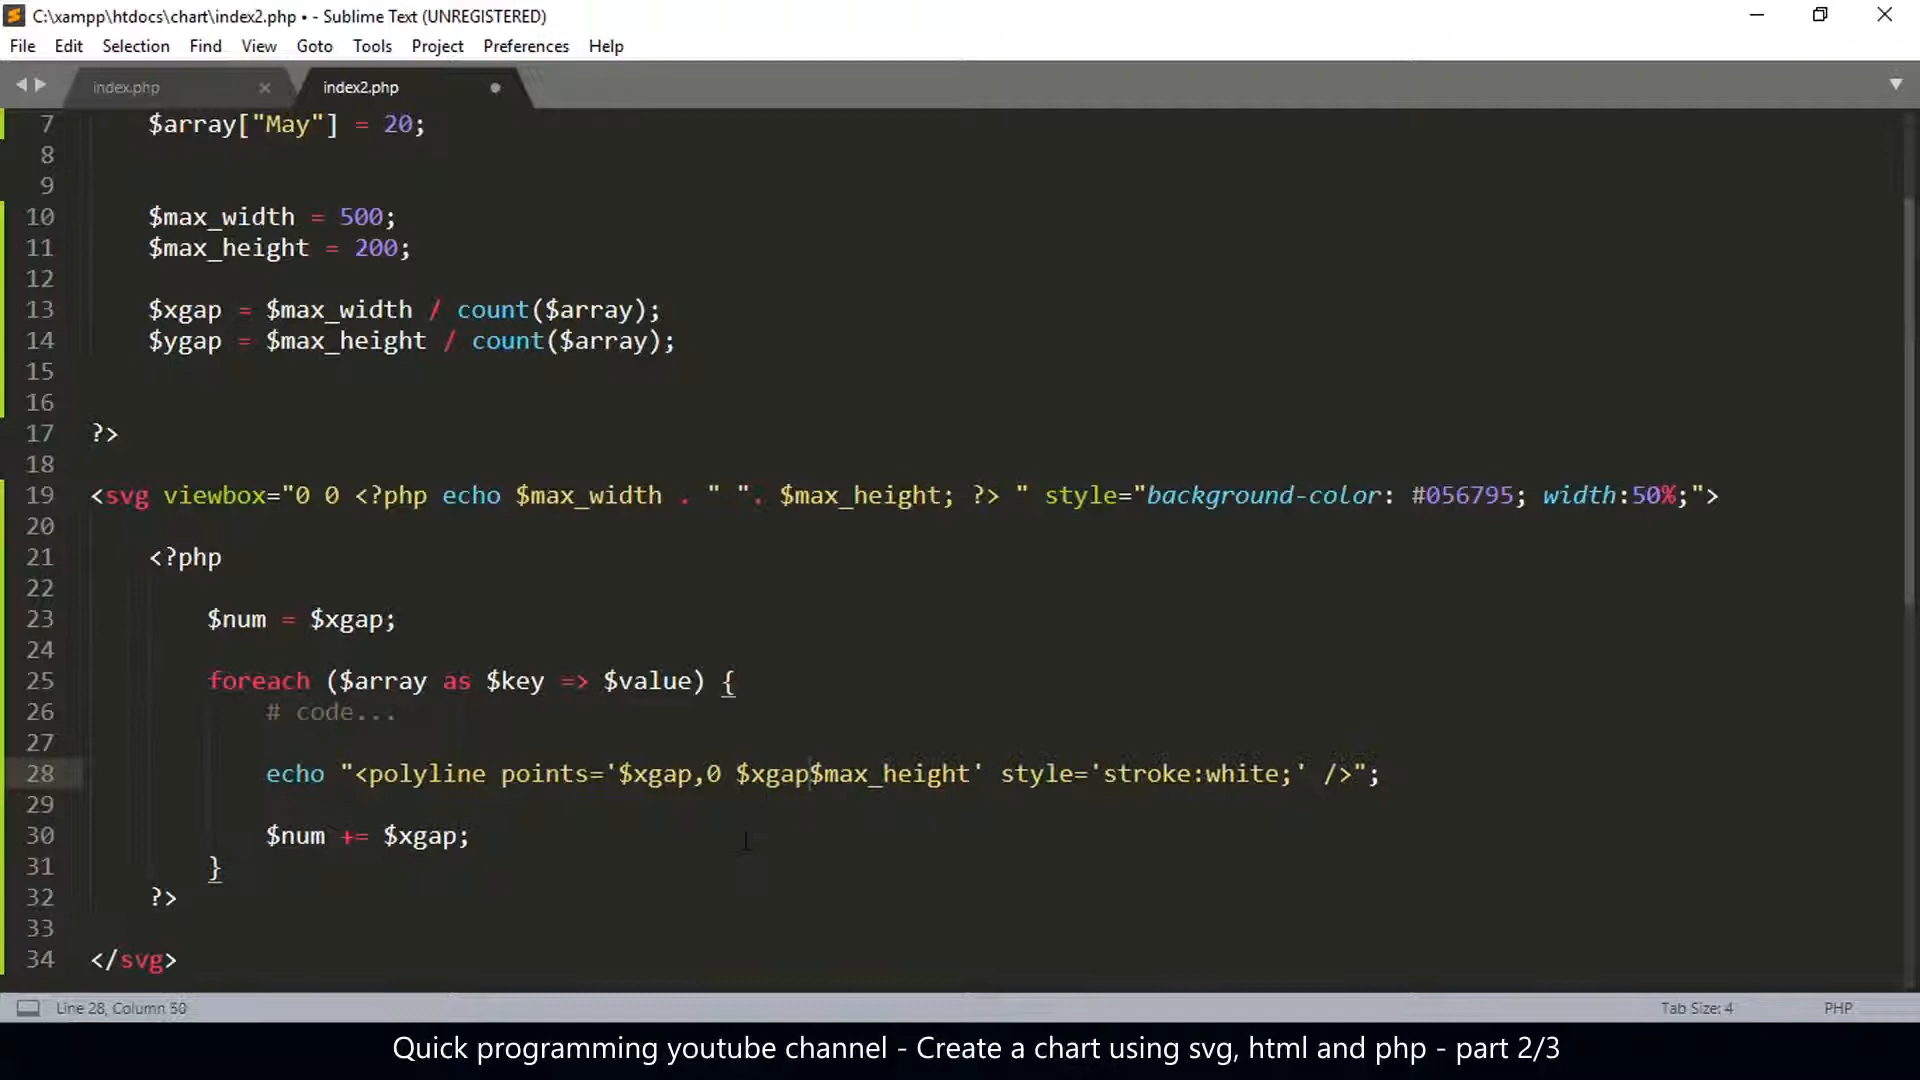 C:\xampp\htdocs\chart\index2.php • - Sublime Text (UNREGISTERED)
File Edit Selection Find View Goto Tools Project Preferences Help
index.php index2.php
7 $array["May"] = 20;
8
9
10 $max_width = 500;
11 $max_height = 200;
12
13 $xgap = $max_width / count($array);
14 $ygap = $max_height / count($array);
15
16
17 ?>
18
19 <svg viewbox="0 0 <?php echo $max_width . " ". $max_height; ?> " style="background-color: #056795; width:50%;">
20
21 <?php
22
23 $num = $xgap;
24
25 foreach ($array as $key => $value) {
26 # code...
27
28 echo "<polyline points='$xgap,0 $xgap$max_height' style='stroke:white;' />";
29
30 $num += $xgap;
31 }
32 ?>
33
34 </svg>
Line 28, Column 50 Tab Size: 4 PHP
Quick programming youtube channel - Create a chart using svg, html and php - part 2/3